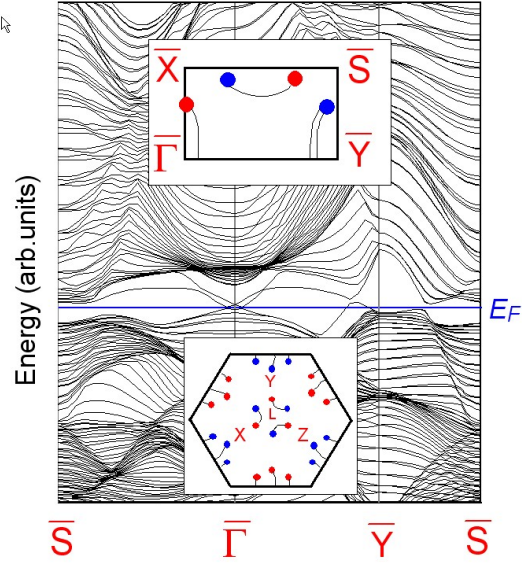 X̅ S̅
Γ̅ Y̅
Energy (arb.units)
E_F
Y
L
X Z
S̅ Γ̅ Y̅ S̅